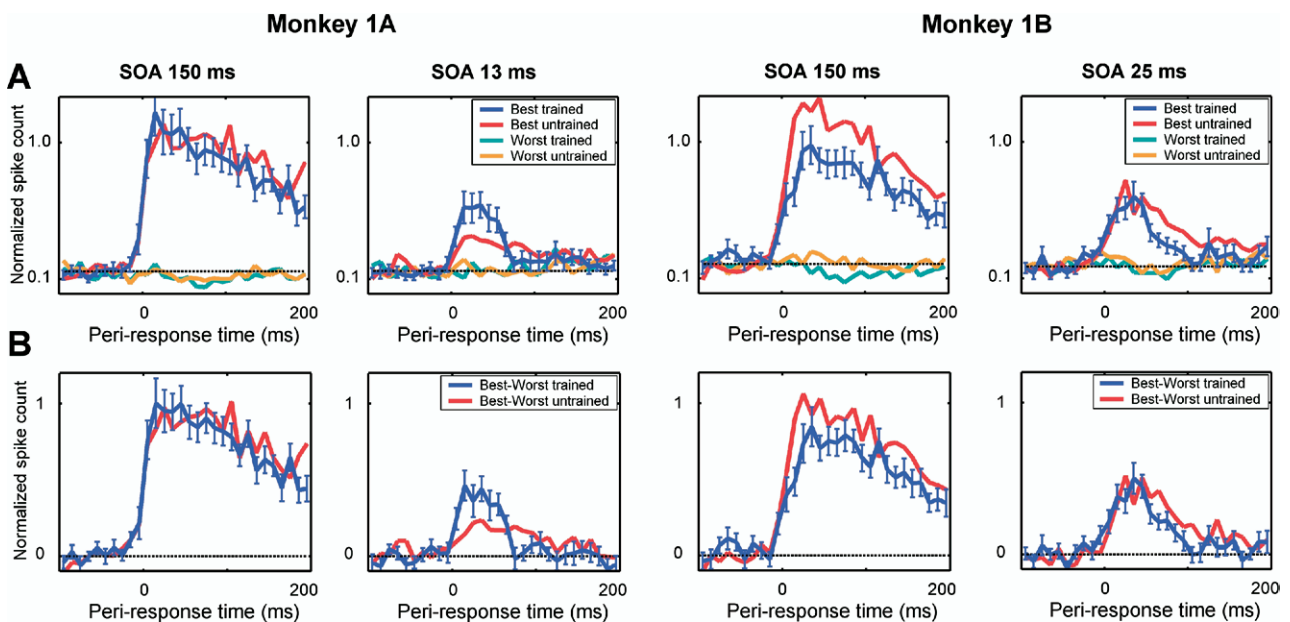 Monkey 1A
Monkey 1B
A
SOA 150 ms
SOA 13 ms
SOA 150 ms
SOA 25 ms
Normalized spike count
1.0
0.1
0
200
Peri-response time (ms)
Best trained
Best untrained
Worst trained
Worst untrained
1.0
0.1
0
200
Peri-response time (ms)
1.0
0.1
0
200
Peri-response time (ms)
Best trained
Best untrained
Worst trained
Worst untrained
1.0
0.1
0
200
Peri-response time (ms)
B
Normalized spike count
1
0
0
200
Peri-response time (ms)
Best-Worst trained
Best-Worst untrained
1
0
0
200
Peri-response time (ms)
1
0
0
200
Peri-response time (ms)
Best-Worst trained
Best-Worst untrained
1
0
0
200
Peri-response time (ms)